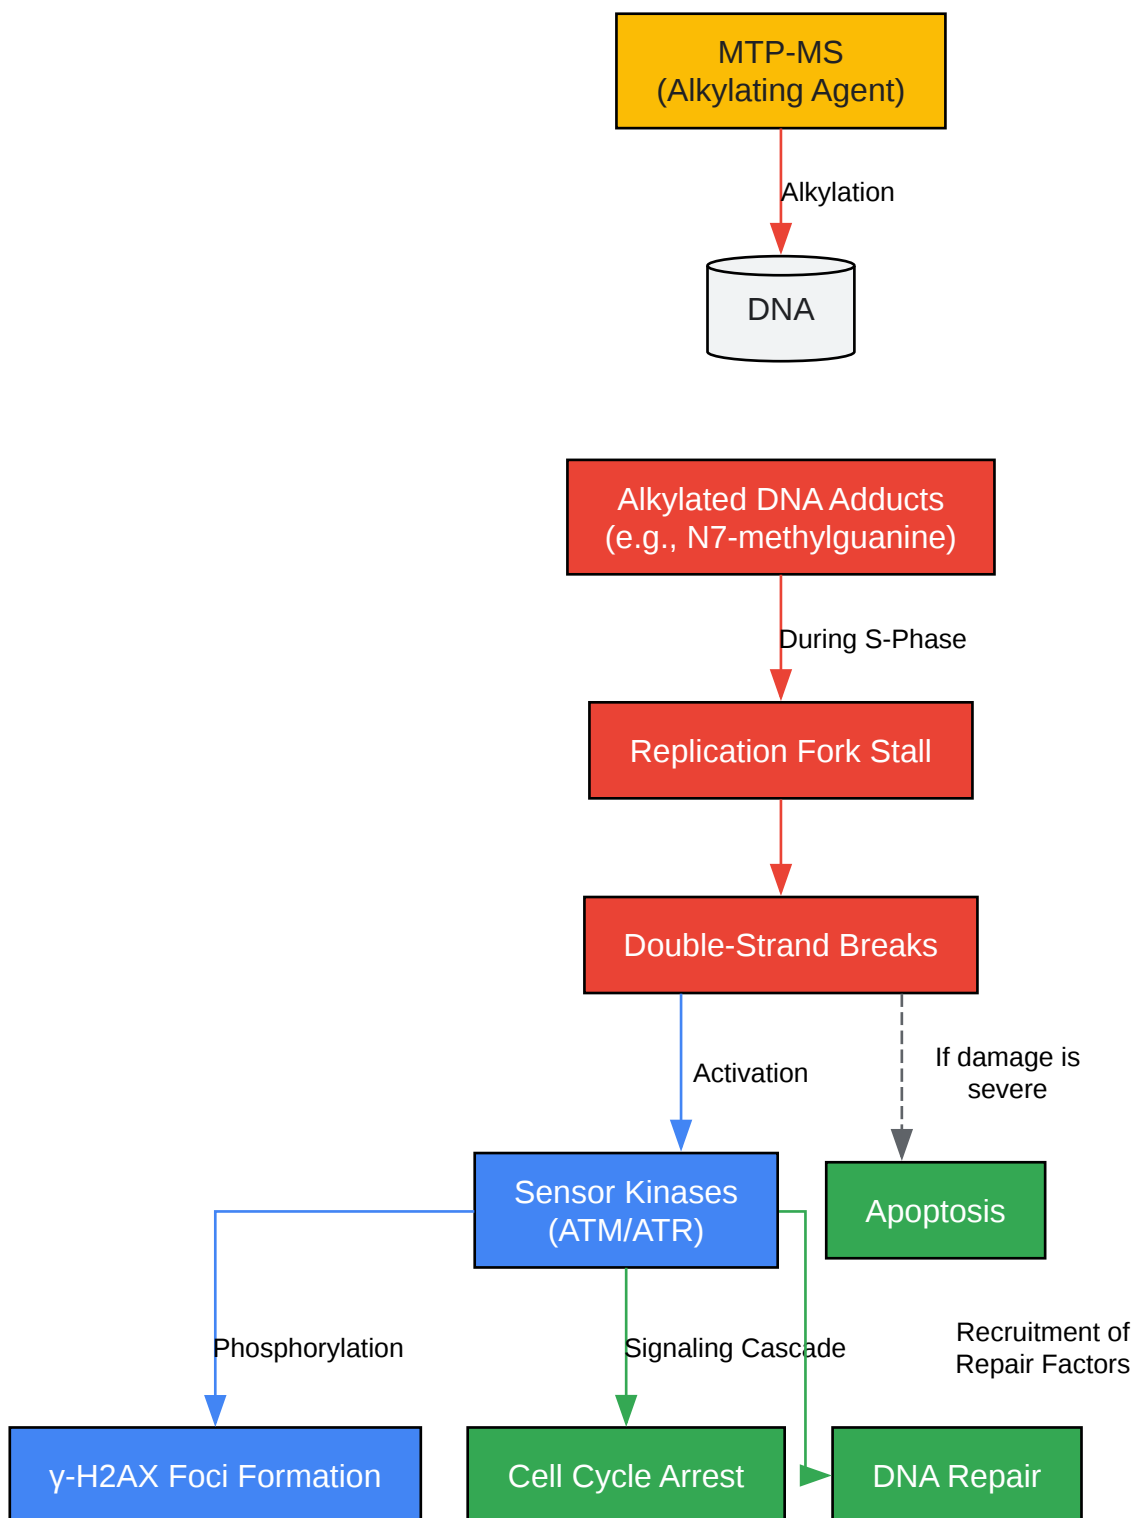 MTP-MS
(Alkylating Agent)
Alkylation
DNA
Alkylated DNA Adducts
(e.g., N7-methylguanine)
During S-Phase
Replication Fork Stall
Double-Strand Breaks
Activation
If damage is
severe
Sensor Kinases
(ATM/ATR)
Apoptosis
Phosphorylation
Signaling Cascade
Recruitment of
Repair Factors
γ-H2AX Foci Formation
Cell Cycle Arrest
DNA Repair